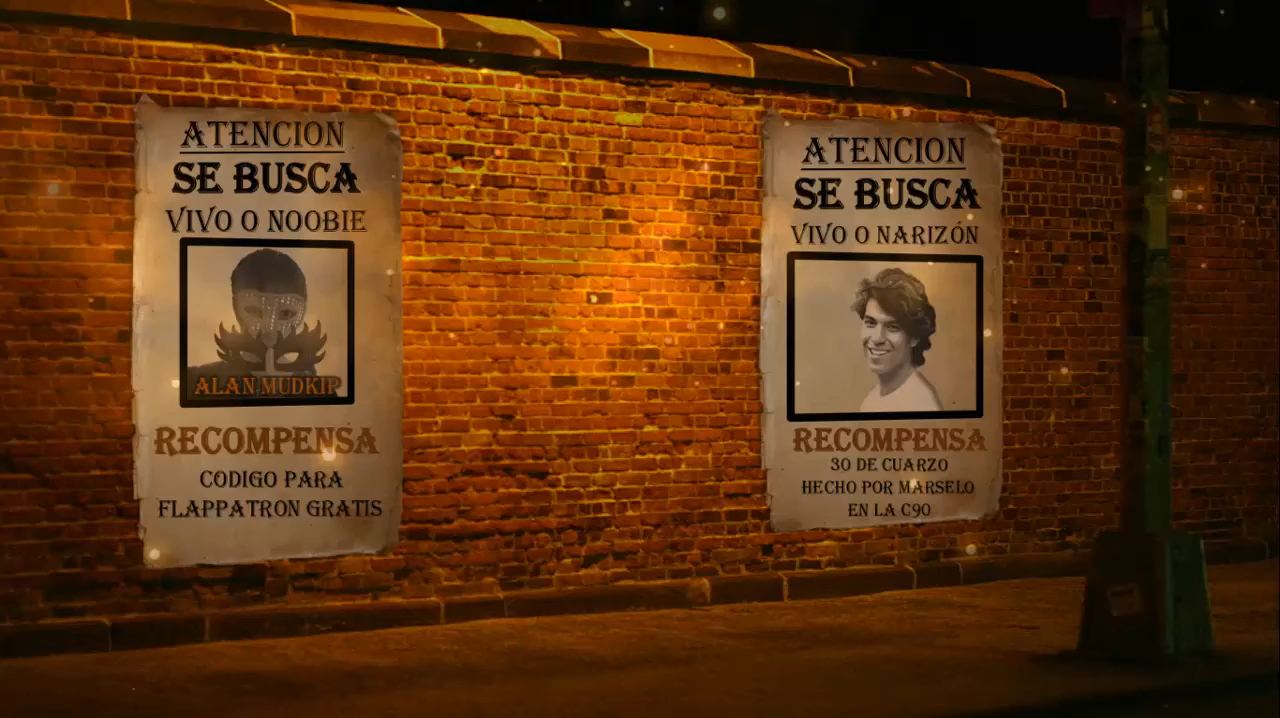 ATENCION
SE BUSCA
VIVO O NOOBIE
ALAN MUDKIP
RECOMPENSA
CODIGO PARA
FLAPPATRON GRATIS
ATENCION
SE BUSCA
VIVO O NARIZÓN
RECOMPENSA
30 DE CUARZO
HECHO POR MARSELO
EN LA C90